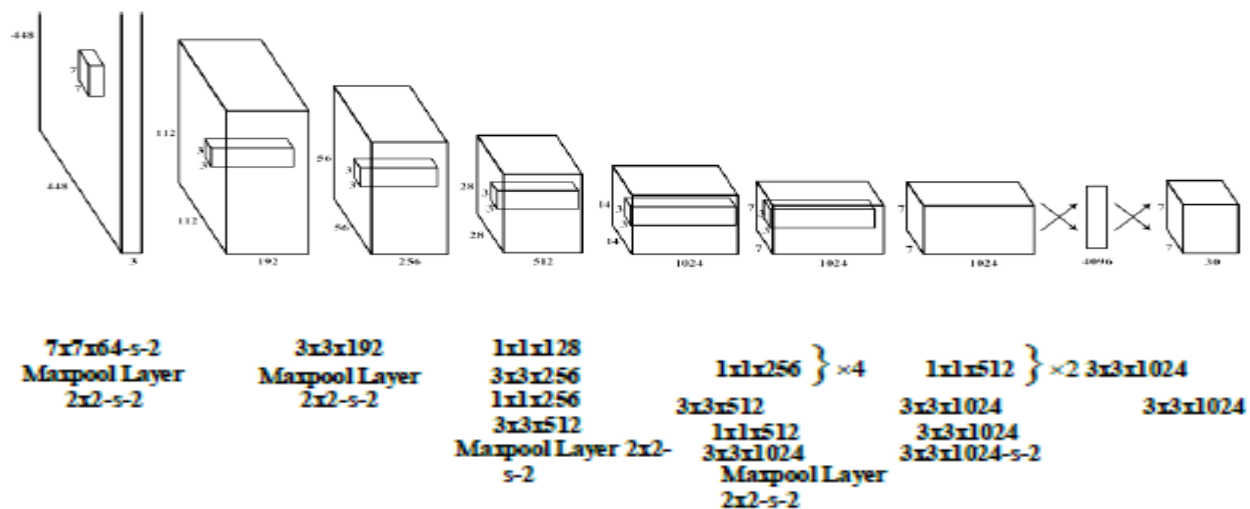 448
7
7
448
3
112
3
3
112
192
56
3
3
56
256
28
3
3
28
512
14
3
3
14
1024
7
3
3
7
1024
7
7
1024
4096
7
7
30
7x7x64-s-2
Maxpool Layer
2x2-s-2
3x3x192
Maxpool Layer
2x2-s-2
1x1x128
3x3x256
1x1x256
3x3x512
Maxpool Layer 2x2-
s-2
1x1x256 } ×4
3x3x512
1x1x512
3x3x1024
Maxpool Layer
2x2-s-2
1x1x512 } ×2 3x3x1024
3x3x1024
3x3x1024
3x3x1024-s-2
3x3x1024